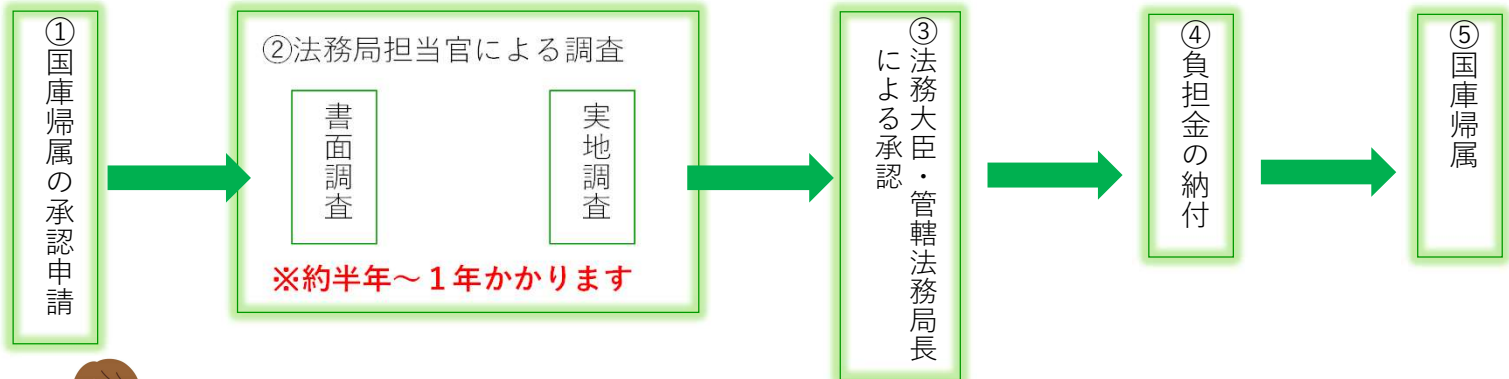 ①国庫帰属の承認申請
②法務局担当官による調査
書面調査
実地調査
※約半年～１年かかります
③法務大臣・管轄法務局長
による承認
④負担金の納付
⑤国庫帰属